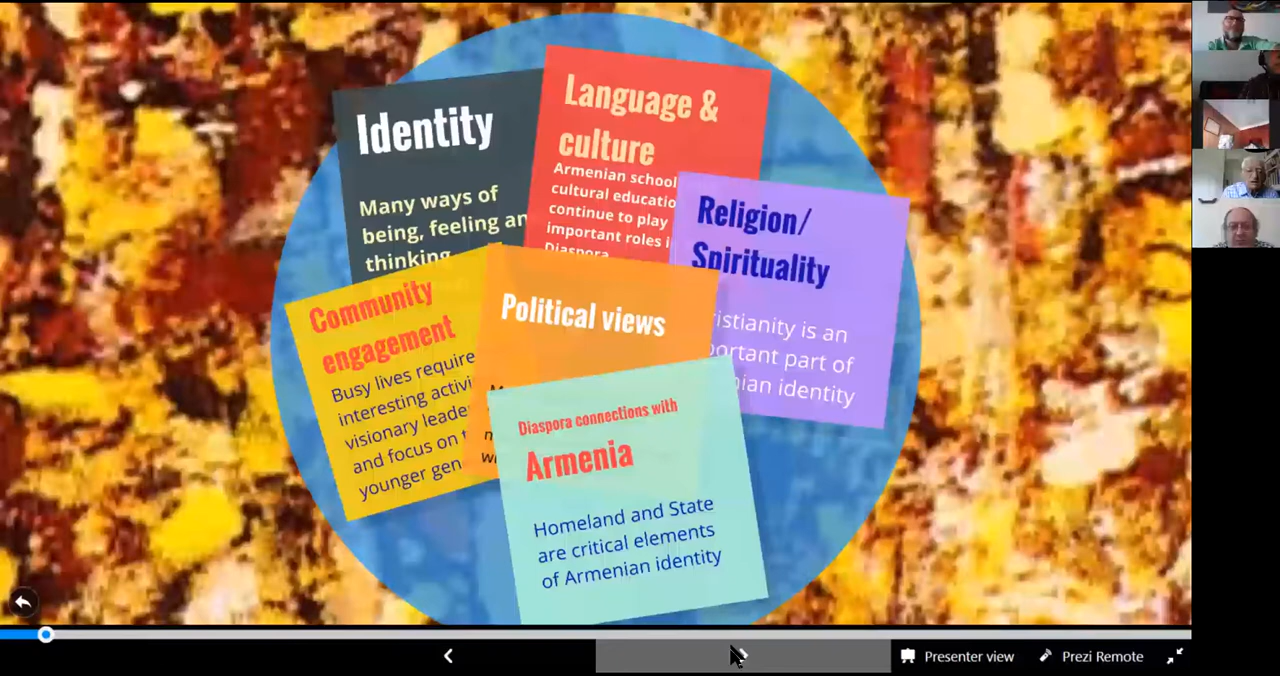 Identity
Many ways of
being, feeling an
thinking
Language &
culture
Armenian school
cultural educatio
continue to play
important roles i
Diaspora
Religion/
Spirituality
ristianity is an
portant part of
nian identity
Community
engagement
Busy lives require
interesting activi
visionary leade
and focus on
younger gen
Political views
Diaspora connections with
Armenia
Homeland and State
are critical elements
of Armenian identity
Presenter view
Prezi Remote